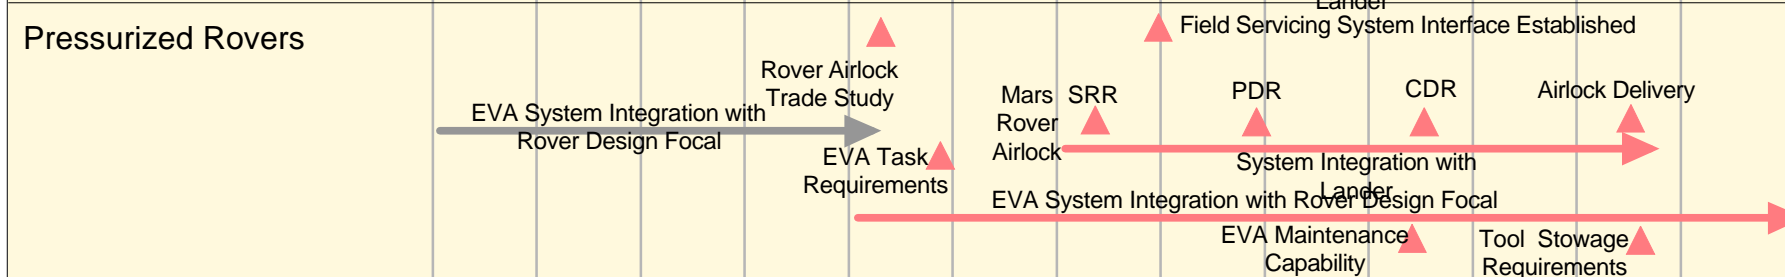 Lander
Pressurized Rovers
Field Servicing System Interface Established
Rover Airlock
Trade Study
EVA System Integration with
Rover Design Focal
EVA Task
Requirements
Mars
Rover
Airlock
SRR
PDR
CDR
Airlock Delivery
System Integration with
Lander
EVA System Integration with Rover Design Focal
EVA Maintenance
Capability
Tool Stowage
Requirements